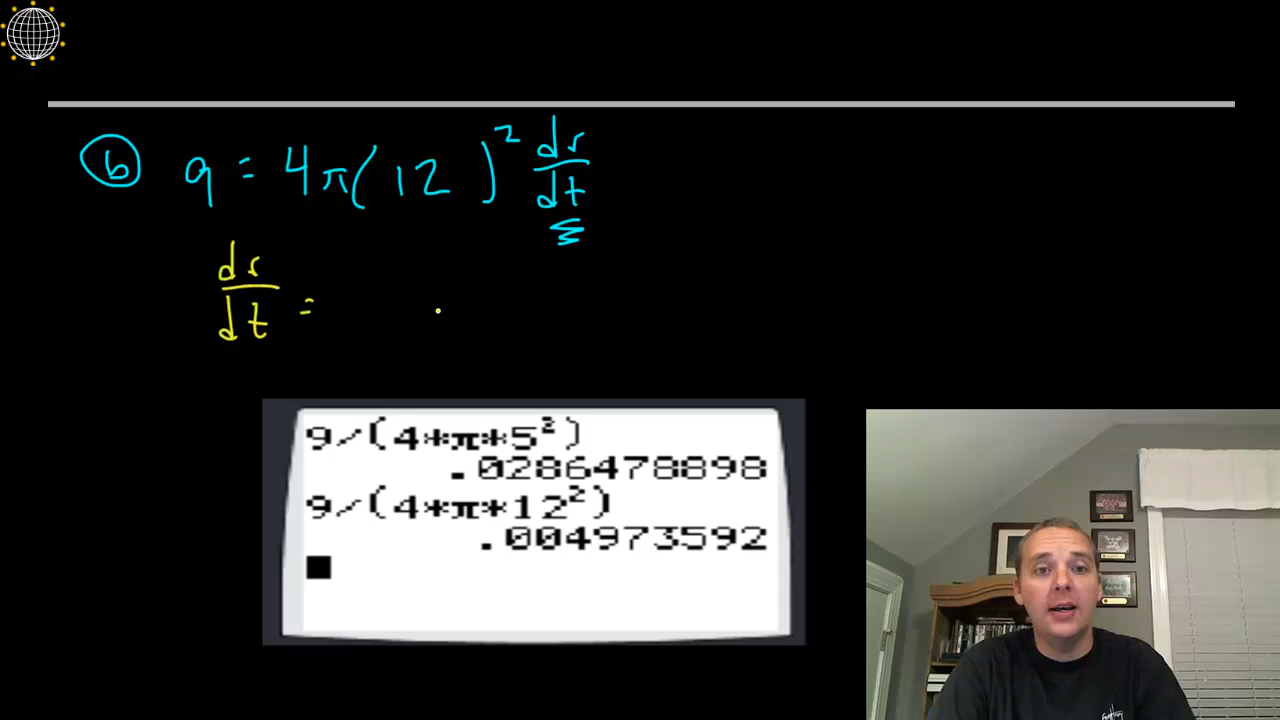 b 9 = 4π(12)² dr/dt
dr/dt =
9/(4*π*5²)
.0286478898
9/(4*π*12²)
.004973592